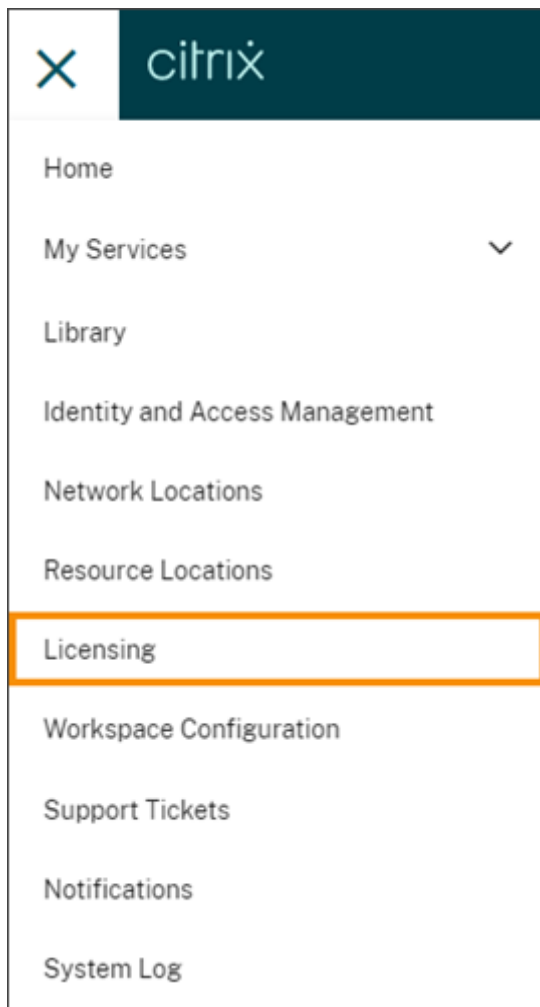 citrix
Home
My Services
Library
Identity and Access Management
Network Locations
Resource Locations
Licensing
Workspace Configuration
Support Tickets
Notifications
System Log